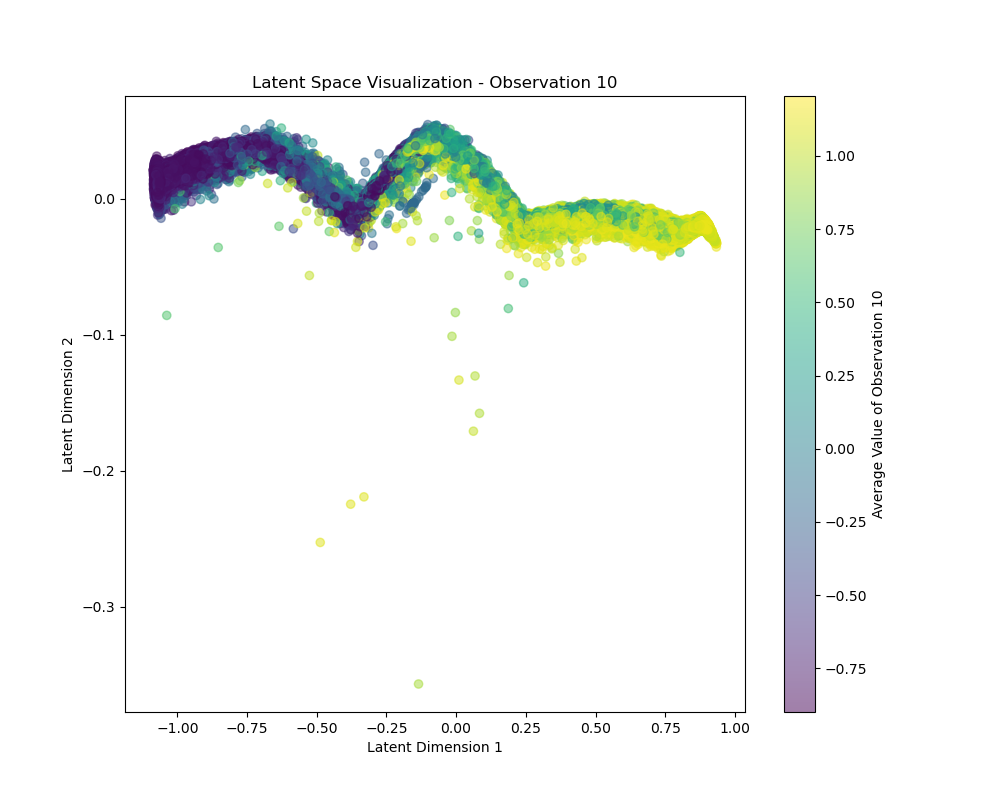 Latent Space Visualization - Observation 10
Latent Dimension 2
0.0
−0.1
−0.2
−0.3
−1.00 −0.75 −0.50 −0.25 0.00 0.25 0.50 0.75 1.00
Latent Dimension 1
1.00
0.75
0.50
0.25
0.00
−0.25
−0.50
−0.75
Average Value of Observation 10